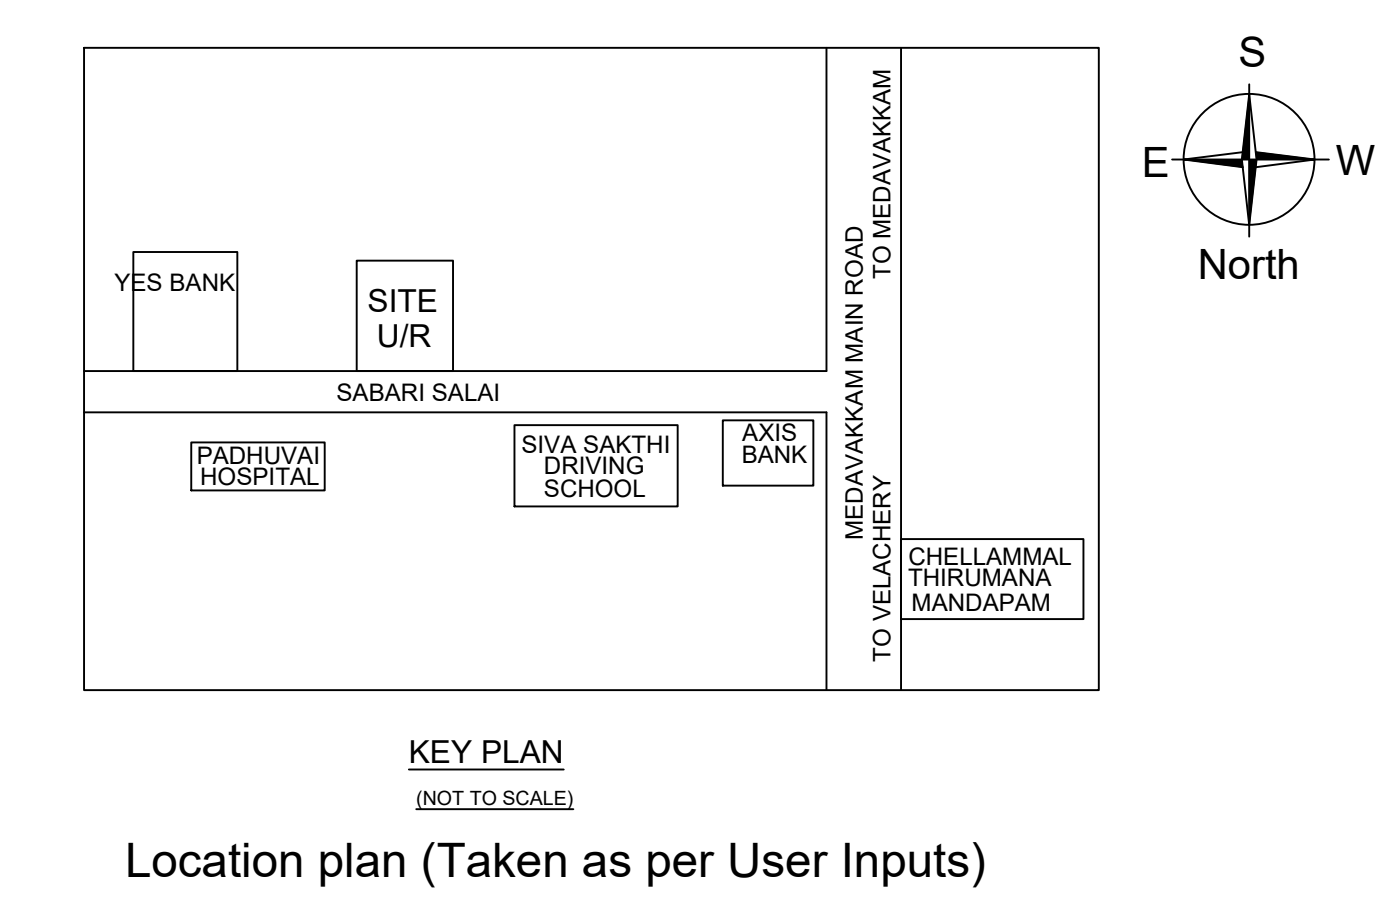 S
E
W
North
TO MEDAVAKKAM
MEDAVAKKAM MAIN ROAD
TO VELACHERY
YES BANK
SITE
U/R
SABARI SALAI
PADHUVAI
HOSPITAL
SIVA SAKTHI
DRIVING
SCHOOL
AXIS
BANK
CHELLAMMAL
THIRUMANA
MANDAPAM
KEY PLAN
(NOT TO SCALE)
Location plan (Taken as per User Inputs)